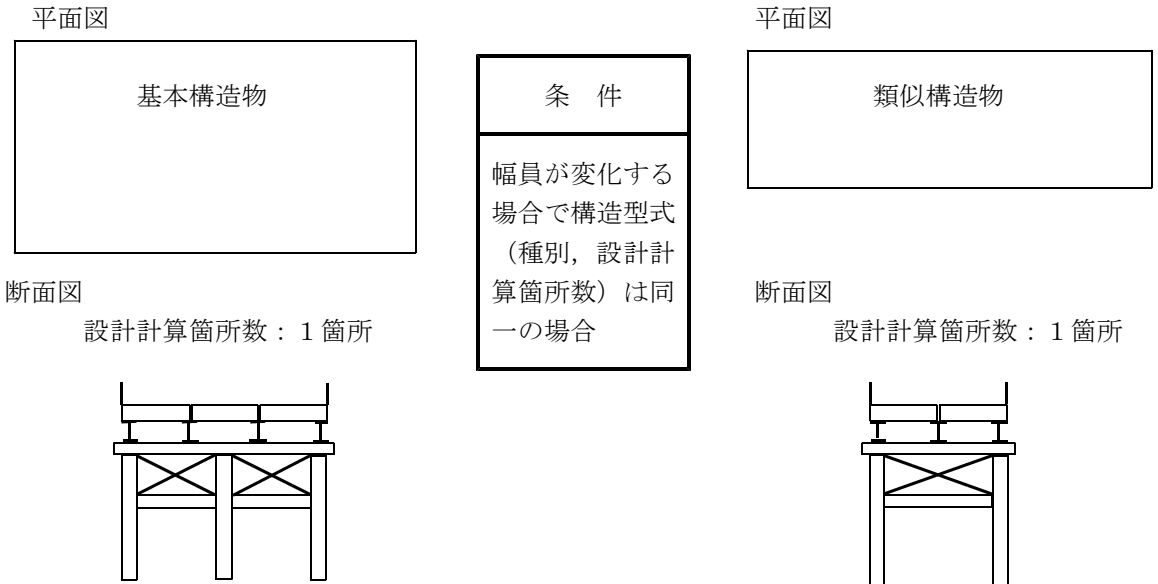 平面図
基本構造物
断面図
設計計算箇所数：１箇所
条　件
幅員が変化する
場合で構造型式
（種別，設計計
算箇所数）は同
一の場合
平面図
類似構造物
断面図
設計計算箇所数：１箇所